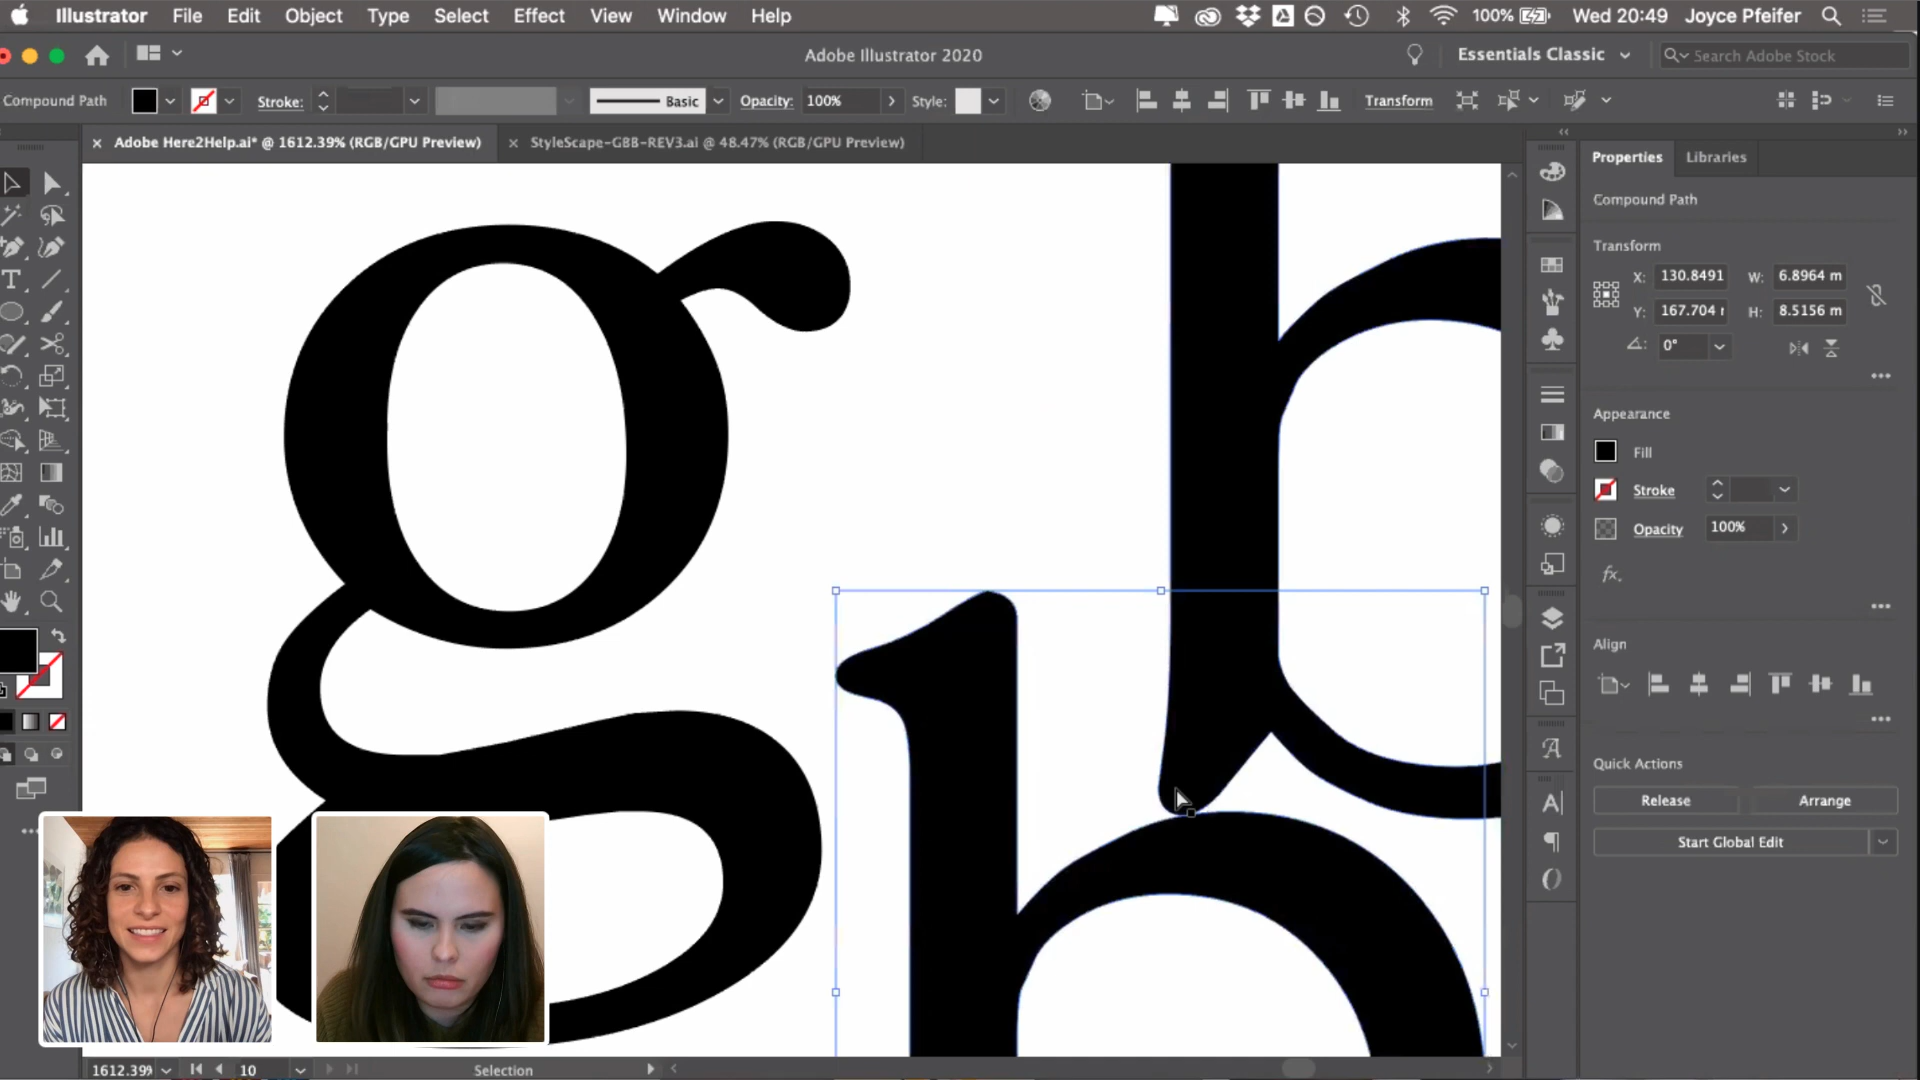 Illustrator File Edit Object Type Select Effect View Window Help 100% Wed 20:49 Joyce Pfeifer
Adobe Illustrator 2020 Essentials Classic Search Adobe Stock
Compound Path Stroke: Basic Opacity: 100% Style: Transform
× Adobe Here2Help.ai* @ 1612.39% (RGB/GPU Preview) × StyleScape-GBB-REV3.ai @ 48.47% (RGB/GPU Preview)
Properties Libraries
Compound Path
Transform
X: 130.8491 W: 6.8964 m
Y: 167.704 H: 8.5156 m
0°
Appearance
Fill
Stroke
Opacity 100%
fx.
Align
Quick Actions
Release Arrange
Start Global Edit
g b
h
1612.39% 10 Selection